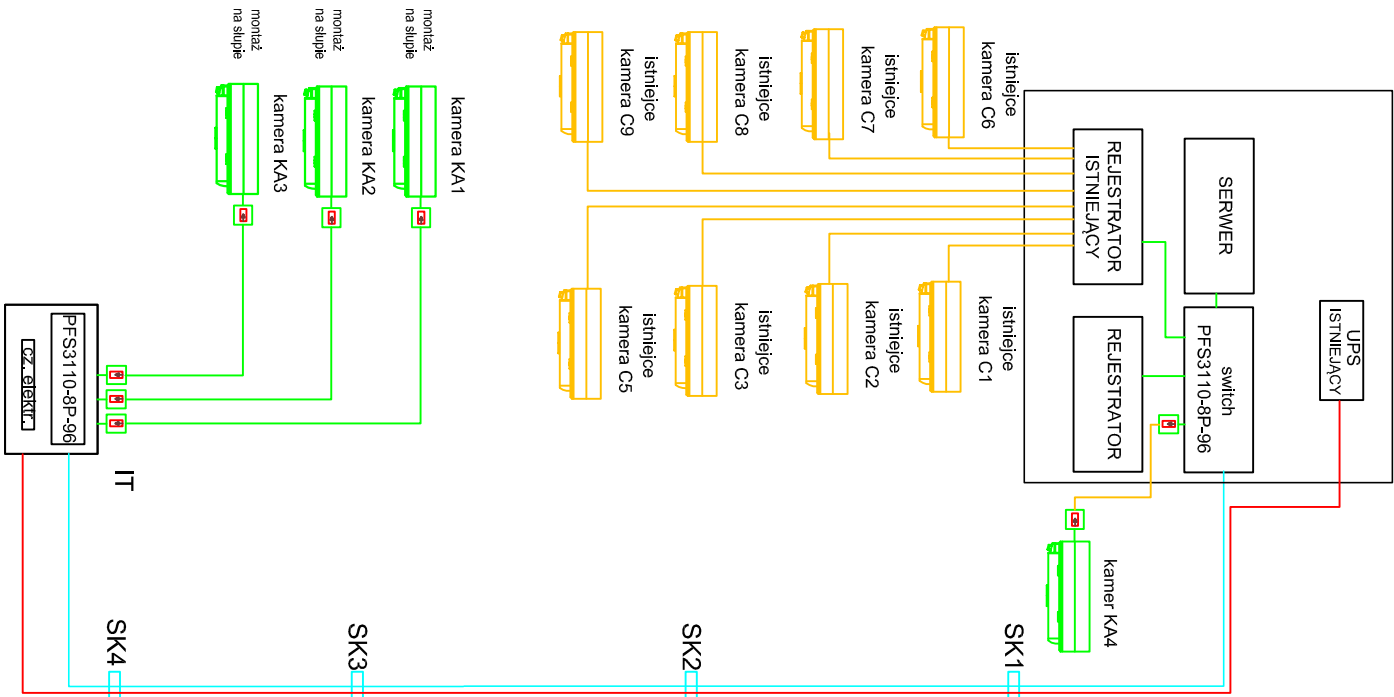 UPS
ISTNIEJĄCY
SERWER
switch
PFS3110-8P-96
REJESTRATOR
ISTNIEJĄCY
REJESTRATOR
kamer KA4
istniejce
kamera C6
istniejce
kamera C7
istniejce
kamera C8
istniejce
kamera C9
istniejce
kamera C1
istniejce
kamera C2
istniejce
kamera C3
istniejce
kamera C5
kamera KA1
montaż
na słupie
kamera KA2
montaż
na słupie
kamera KA3
montaż
na słupie
IT
PFS3110-8P-96
cz. elektr.
SK1
SK2
SK3
SK4